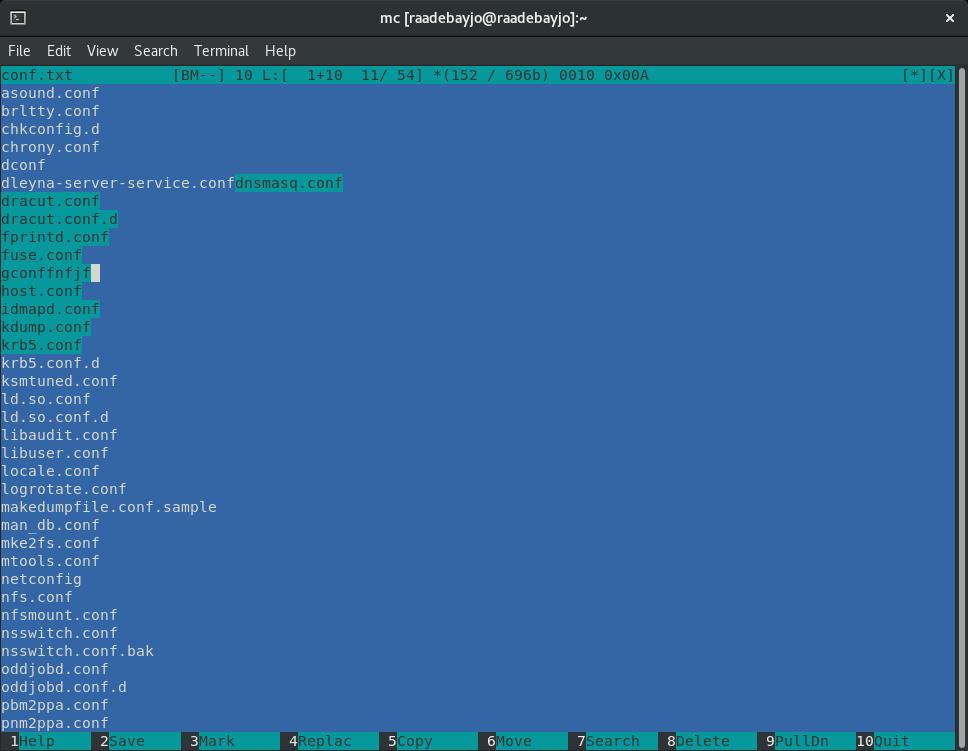 mc [raadebayjo@raadebayjo]:~
File Edit View Search Terminal Help
conf.txt [BM--] 10 L:[ 1+10 11/ 54] *(152 / 696b) 0010 0x00A [*][X]
asound.conf
brltty.conf
chkconfig.d
chrony.conf
dconf
dleyna-server-service.confdnsmasq.conf
dracut.conf
dracut.conf.d
fprintd.conf
fuse.conf
gconffnfjf
host.conf
idmapd.conf
kdump.conf
krb5.conf
krb5.conf.d
ksmtuned.conf
ld.so.conf
ld.so.conf.d
libaudit.conf
libuser.conf
locale.conf
logrotate.conf
makedumpfile.conf.sample
man_db.conf
mke2fs.conf
mtools.conf
netconfig
nfs.conf
nfsmount.conf
nsswitch.conf
nsswitch.conf.bak
oddjobd.conf
oddjobd.conf.d
pbm2ppa.conf
pnm2ppa.conf
1Help 2Save 3Mark 4Replac 5Copy 6Move 7Search 8Delete 9PullDn 10Quit